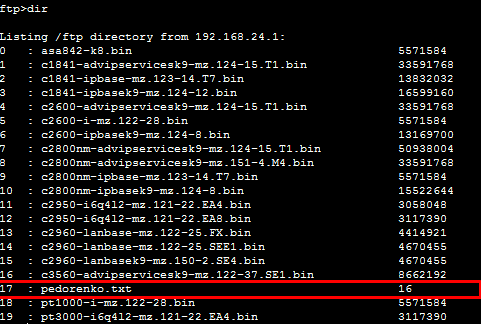 ftp>dir
Listing /ftp directory from 192.168.24.1:
0 : asa842-k8.bin 5571584
1 : c1841-advipservicesk9-mz.124-15.T1.bin 33591768
2 : c1841-ipbase-mz.123-14.T7.bin 13832032
3 : c1841-ipbasek9-mz.124-12.bin 16599160
4 : c2600-advipservicesk9-mz.124-15.T1.bin 33591768
5 : c2600-i-mz.122-28.bin 5571584
6 : c2600-ipbasek9-mz.124-8.bin 13169700
7 : c2800nm-advipservicesk9-mz.124-15.T1.bin 50938004
8 : c2800nm-advipservicesk9-mz.151-4.M4.bin 33591768
9 : c2800nm-ipbase-mz.123-14.T7.bin 5571584
10 : c2800nm-ipbasek9-mz.124-8.bin 15522644
11 : c2950-i6q4l2-mz.121-22.EA4.bin 3058048
12 : c2950-i6q4l2-mz.121-22.EA8.bin 3117390
13 : c2960-lanbase-mz.122-25.FX.bin 4414921
14 : c2960-lanbase-mz.122-25.SEE1.bin 4670455
15 : c2960-lanbasek9-mz.150-2.SE4.bin 4670455
16 : c3560-advipservicesk9-mz.122-37.SE1.bin 8662192
17 : pedorenko.txt 16
18 : pt1000-i-mz.122-28.bin 5571584
19 : pt3000-i6q4l2-mz.121-22.EA4.bin 3117390